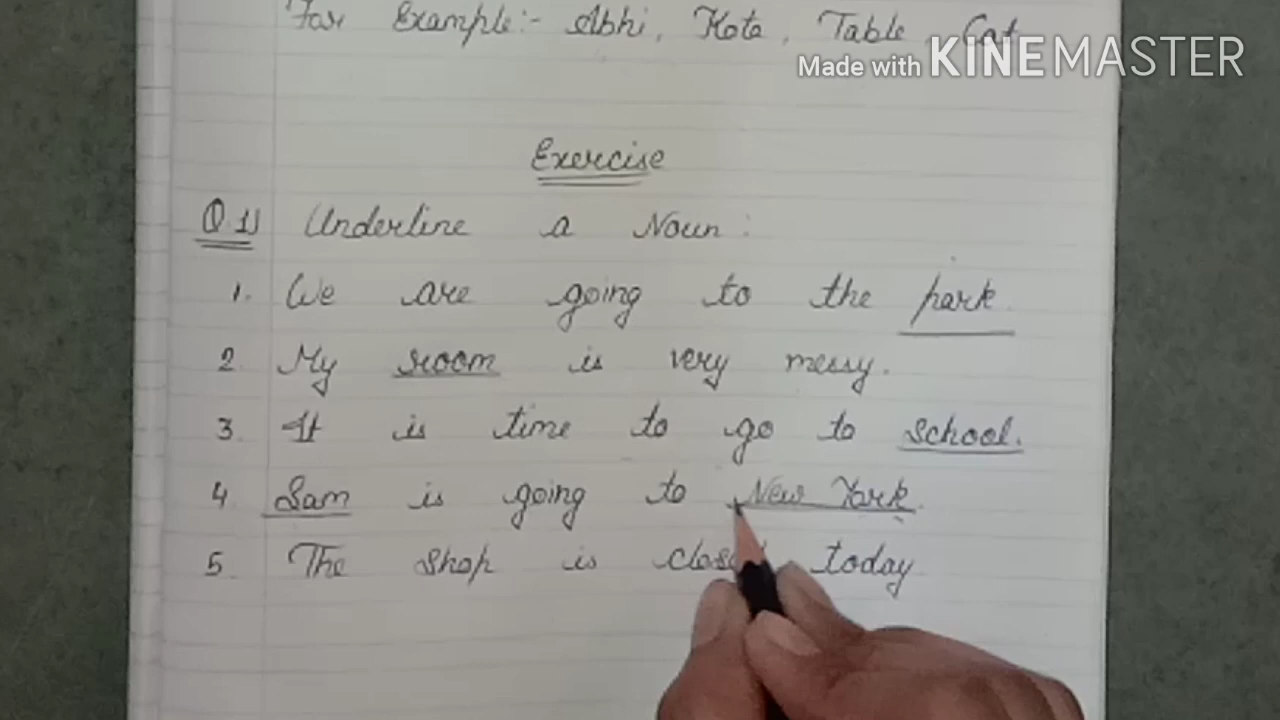 For Example:- Abhi, Kota, Table, Cat
Made with KINEMASTER
Exercise
Q.1) Underline a Noun:
1. We are going to the park.
2. My room is very messy.
3. It is time to go to school.
4. Sam is going to New York.
5. The shop is today